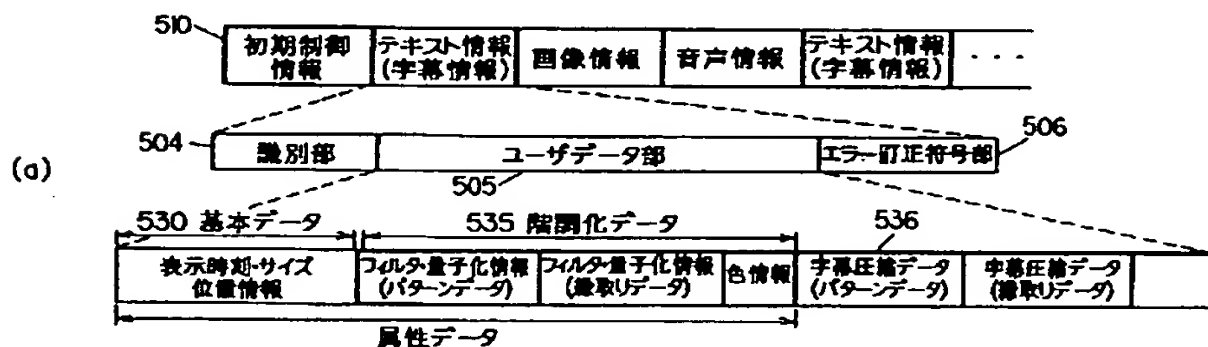 510
初期制御
情報
テキスト情報
(字幕情報)
画像情報
音声情報
テキスト情報
(字幕情報)
・・・
(a)
504
識別部
ユーザデータ部
505
エラー訂正符号部
506
530 基本データ
535 階調化データ
536
表示時刻・サイズ
位置情報
フィルタ・量子化情報
(パターンデータ)
フィルタ・量子化情報
(縁取りデータ)
色情報
字幕圧縮データ
(パターンデータ)
字幕圧縮データ
(縁取りデータ)
属性データ